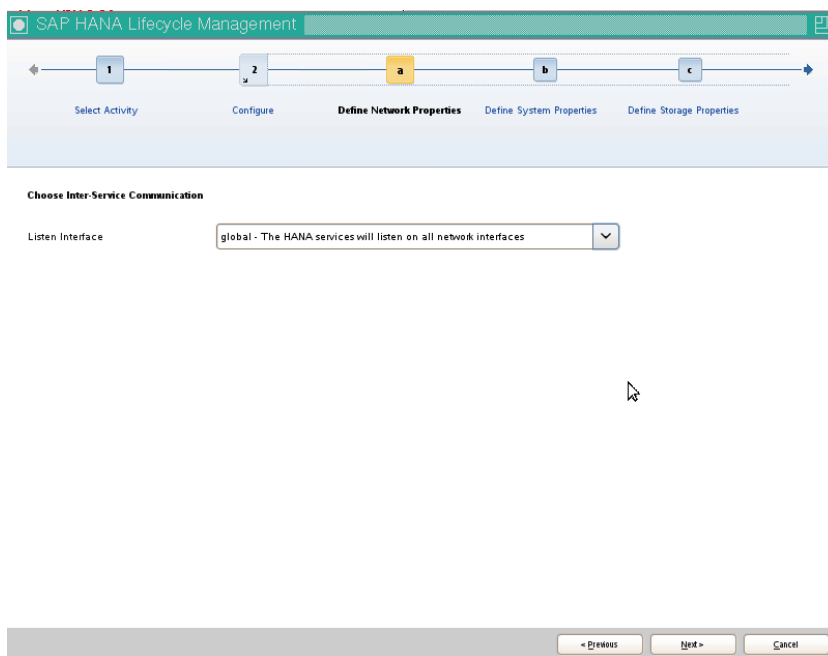 SAP HANA Lifecycle Management
1
2
a
b
c
Select Activity
Configure
Define Network Properties
Define System Properties
Define Storage Properties
Choose Inter-Service Communication
Listen Interface
global - The HANA services will listen on all network interfaces
< Previous
Next >
Cancel